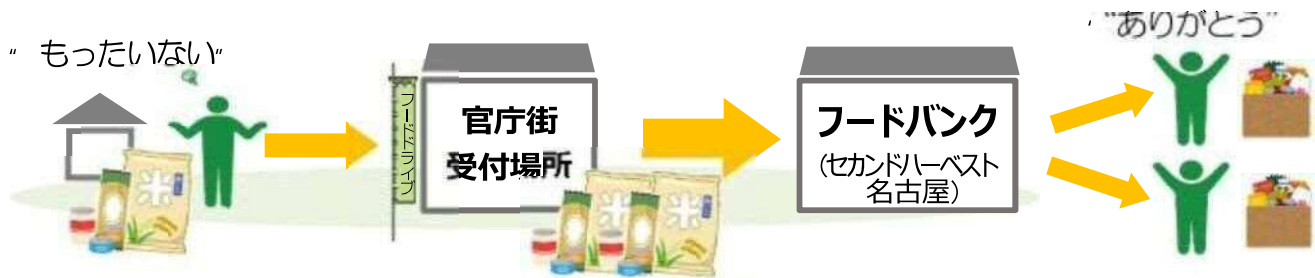 “ もったいない“
フードドライブ
官庁街
受付場所
米
米
米
フードバンク
(セカンドハーベスト
名古屋)
“ありがとう”